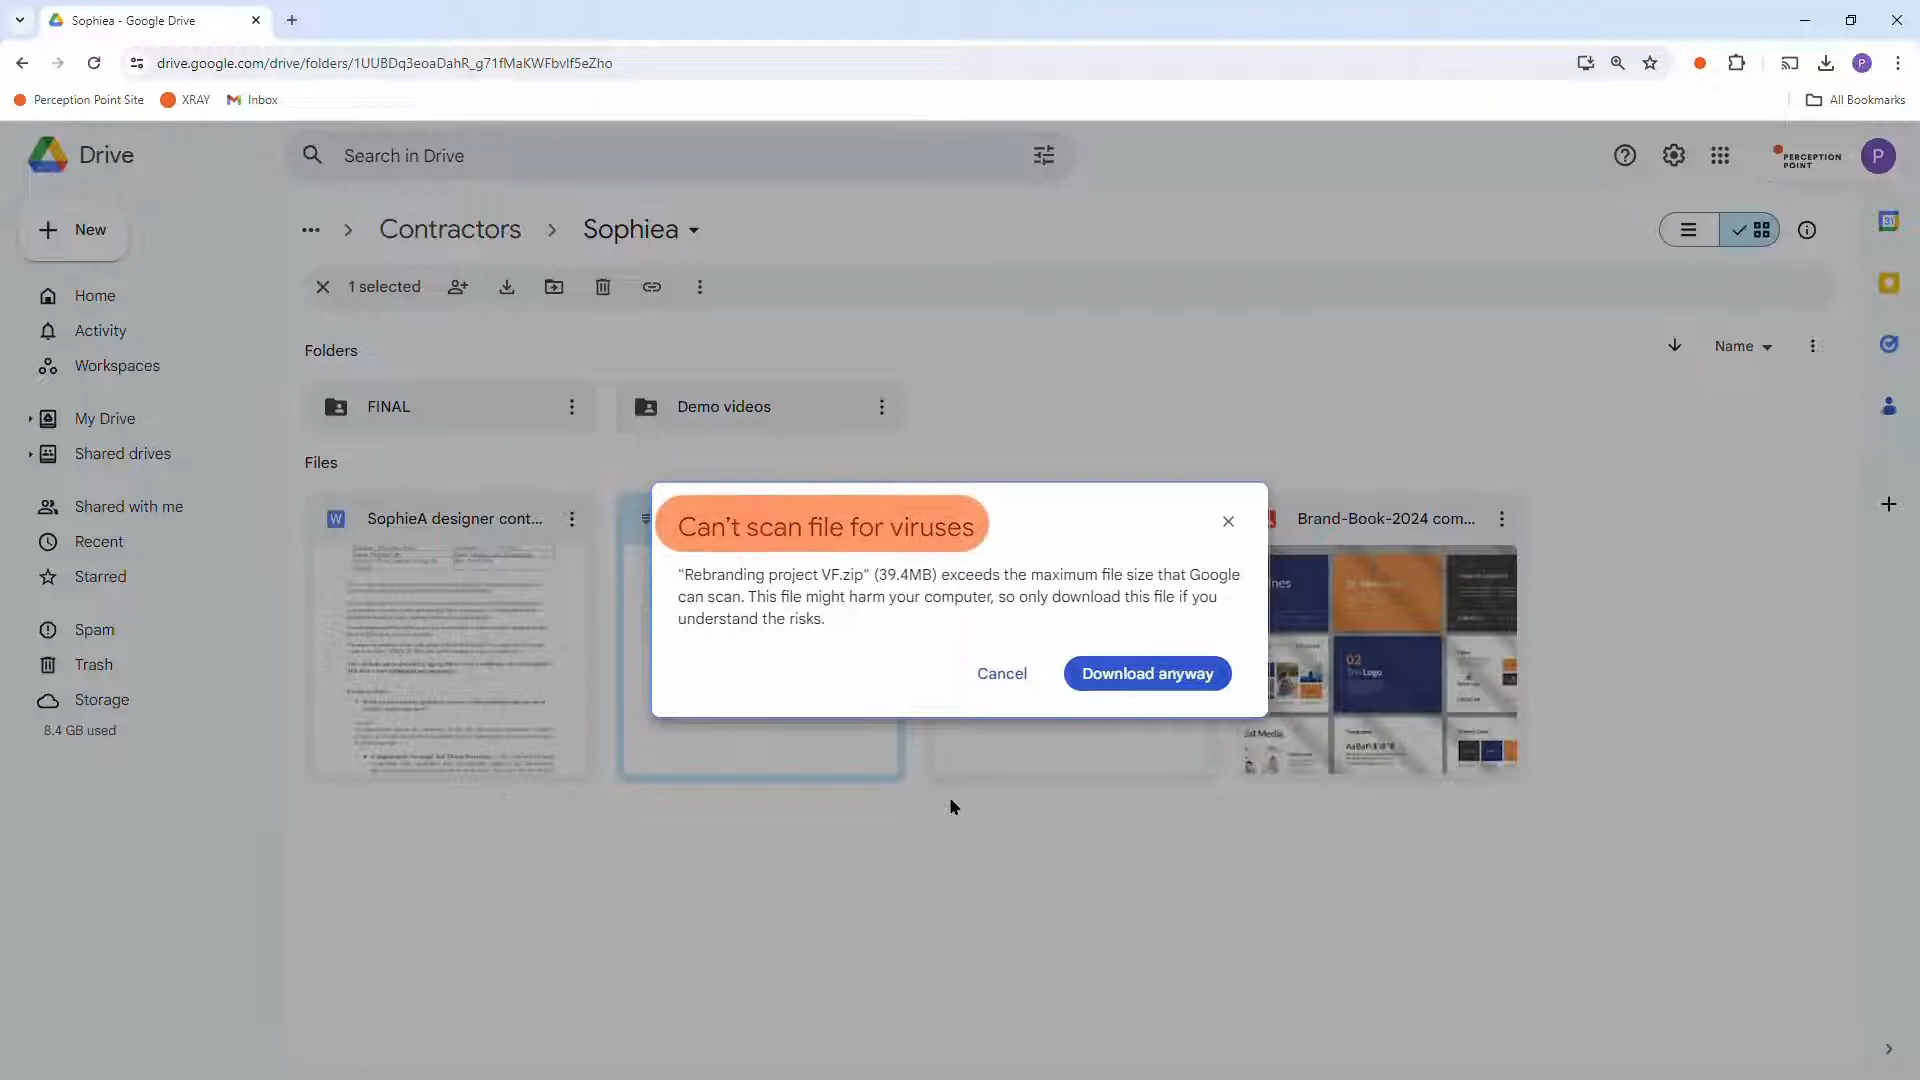 Sophiea - Google Drive
drive.google.com/drive/folders/1UUBDq3eoaDahR_g71fMaKWFbvIf5eZho
P
Perception Point Site
XRAY
Inbox
All Bookmarks
Drive
Search in Drive
PERCEPTION
POINT
P
New
Contractors
Sophiea
31
1 selected
Home
Activity
Workspaces
My Drive
Shared drives
Shared with me
Recent
Starred
Spam
Trash
Storage
8.4 GB used
Folders
Name
FINAL
Demo videos
Files
W
SophieA designer cont...
Brand-Book-2024 com...
Can't scan file for viruses
"Rebranding project VF.zip" (39.4MB) exceeds the maximum file size that Google
can scan. This file might harm your computer, so only download this file if you
understand the risks.
Cancel
Download anyway
02
Logo